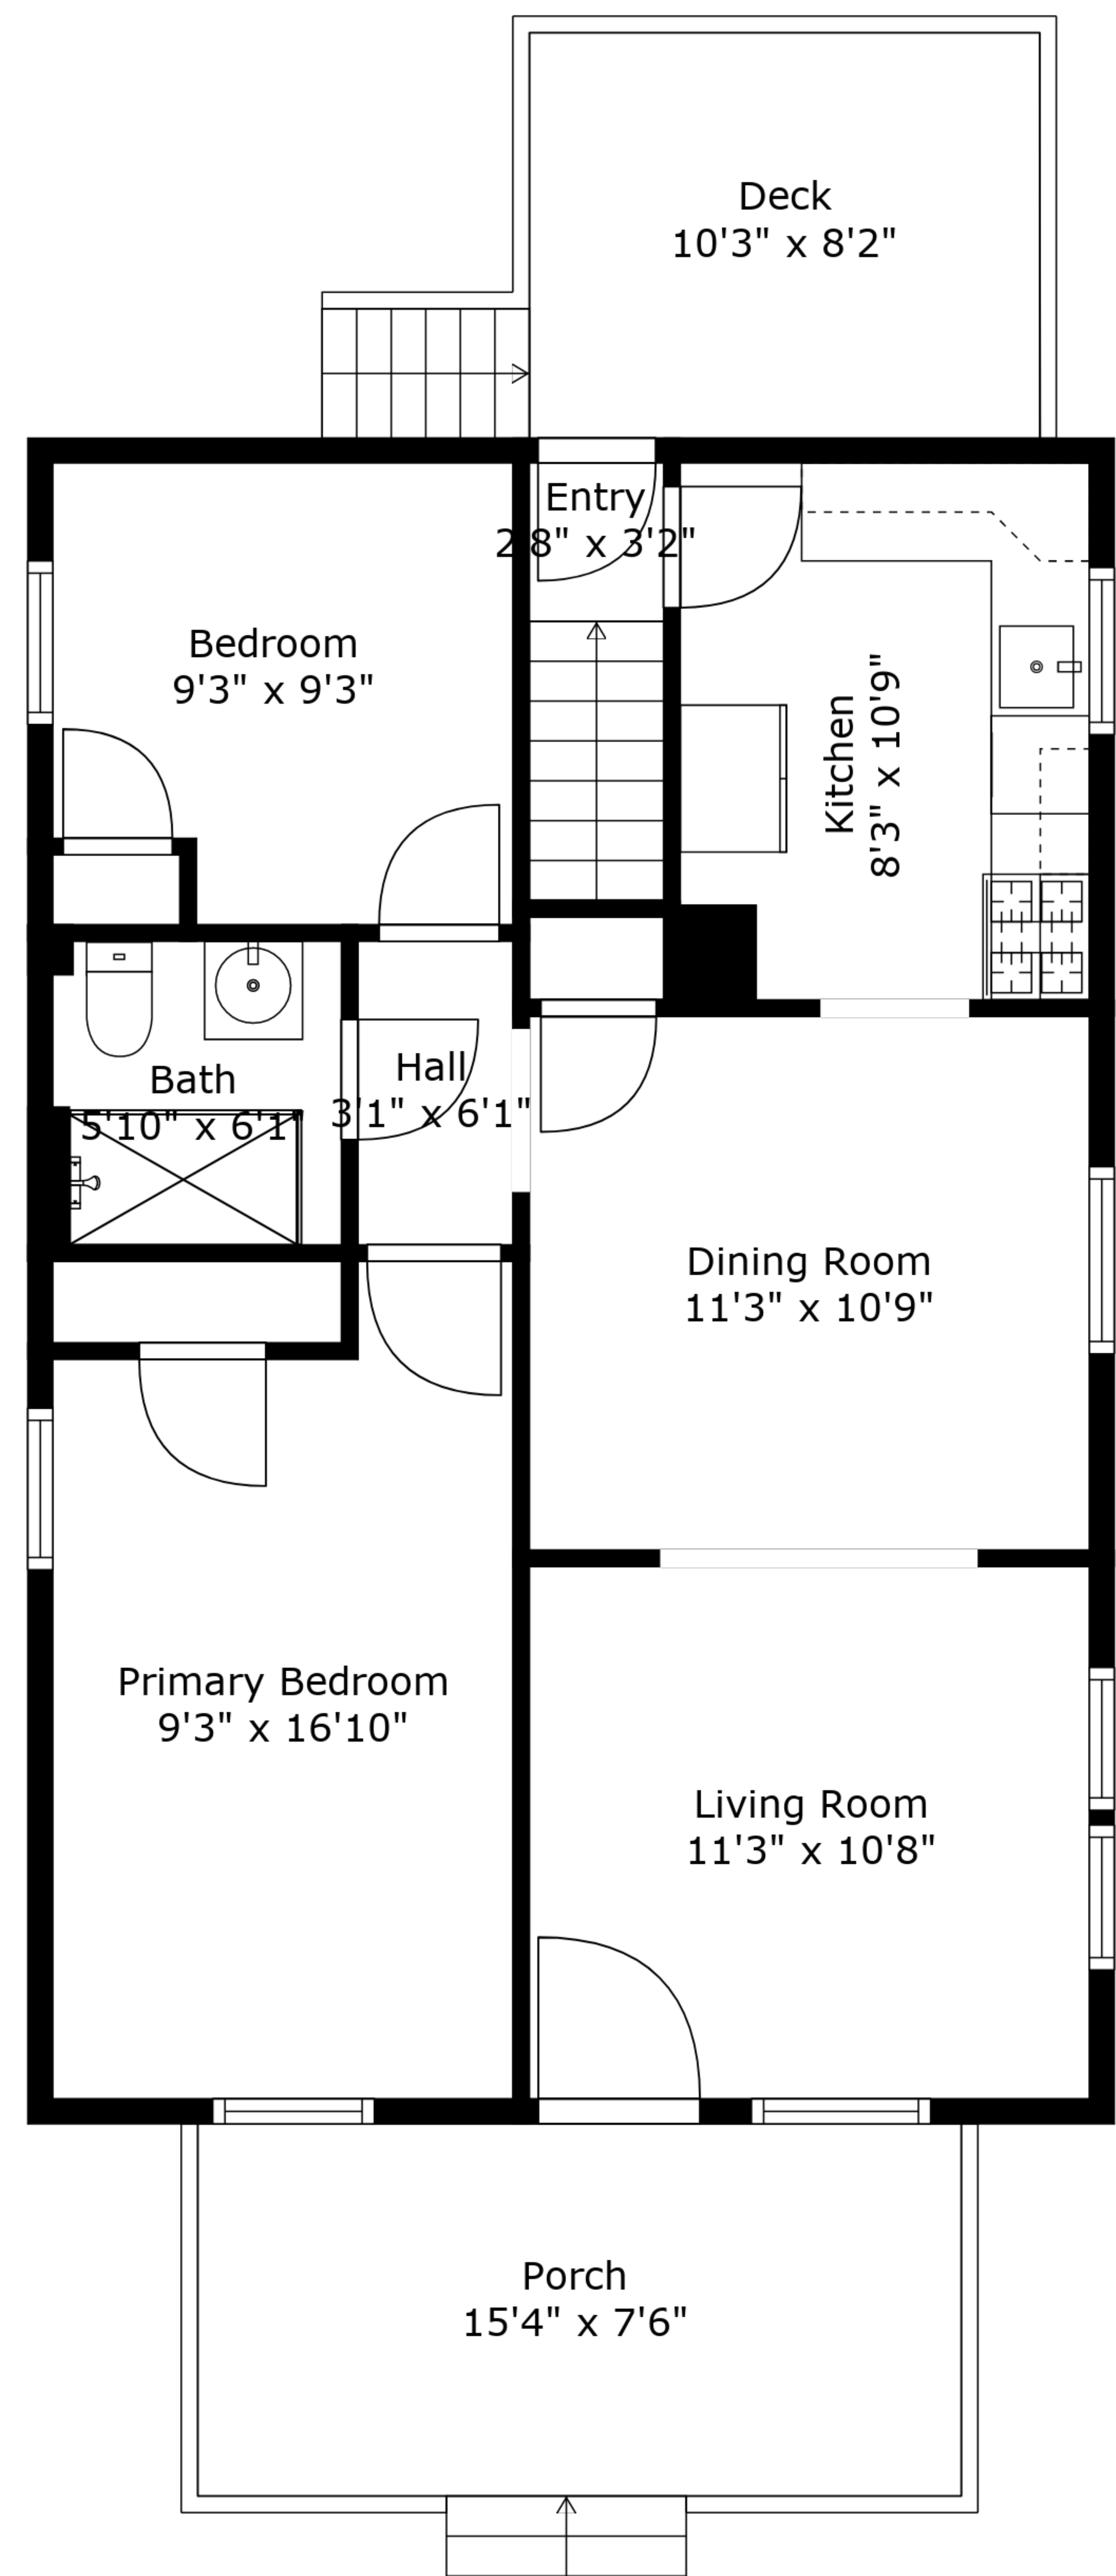 Deck
10'3" x 8'2"
Entry
2'8" x 3'2"
Bedroom
9'3" x 9'3"
Kitchen
8'3" x 10'9"
Bath
5'10" x 6'1"
Hall
3'1" x 6'1"
Dining Room
11'3" x 10'9"
Primary Bedroom
9'3" x 16'10"
Living Room
11'3" x 10'8"
Porch
15'4" x 7'6"